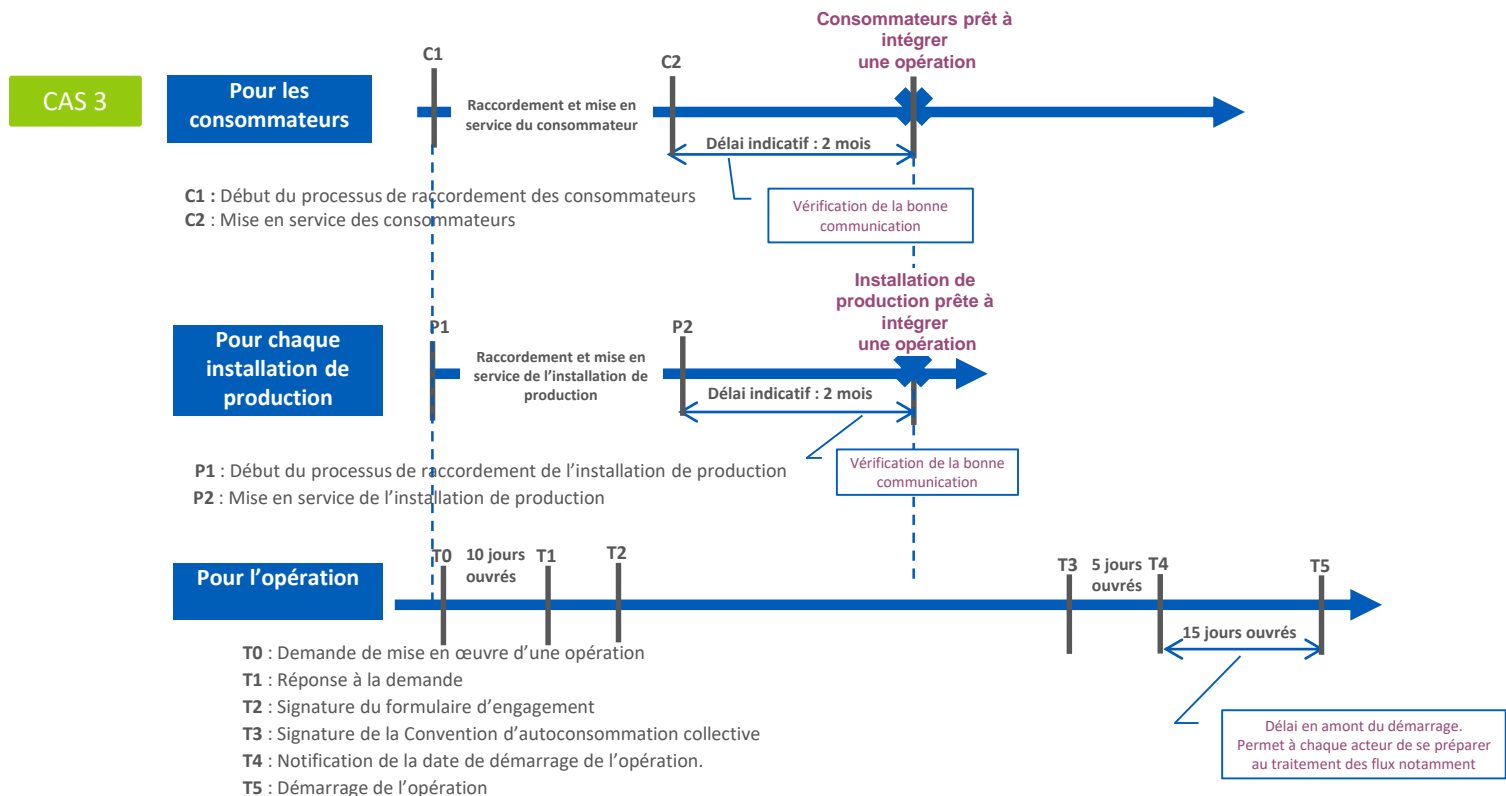 CAS 3
Pour les
consommateurs
C1
Raccordement et mise en
service du consommateur
C2
Consommateurs prêt à
intégrer
une opération
Délai indicatif : 2 mois
Vérification de la bonne
communication
C1 : Début du processus de raccordement des consommateurs
C2 : Mise en service des consommateurs
Pour chaque
installation de
production
P1
Raccordement et mise en
service de l’installation de
production
P2
Installation de
production prête à
intégrer
une opération
Délai indicatif : 2 mois
Vérification de la bonne
communication
P1 : Début du processus de raccordement de l’installation de production
P2 : Mise en service de l’installation de production
Pour l’opération
T0
10 jours
ouvrés
T1
T2
T3
5 jours
ouvrés
T4
T5
15 jours ouvrés
T0 : Demande de mise en œuvre d’une opération
T1 : Réponse à la demande
T2 : Signature du formulaire d’engagement
T3 : Signature de la Convention d’autoconsommation collective
T4 : Notification de la date de démarrage de l’opération.
T5 : Démarrage de l’opération
Délai en amont du démarrage.
Permet à chaque acteur de se préparer
au traitement des flux notamment